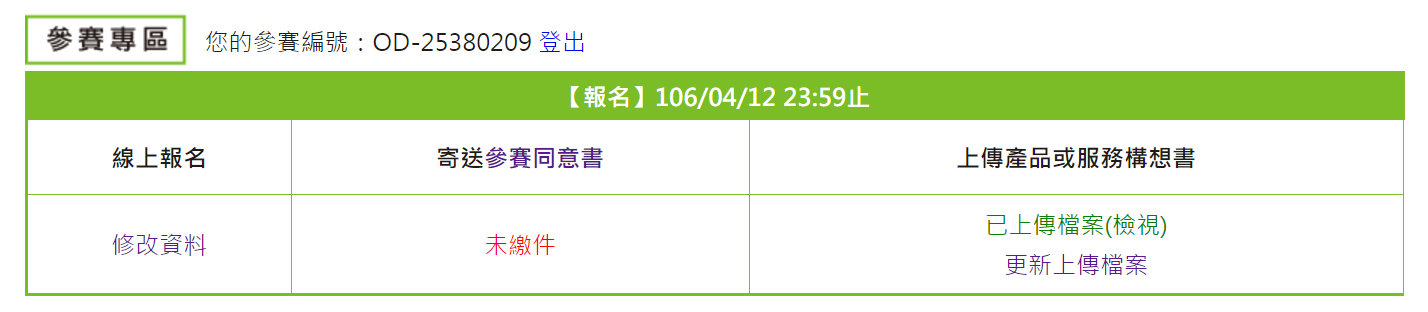 參賽專區 您的參賽編號：OD-25380209 登出
【報名】106/04/12 23:59止
線上報名 寄送參賽同意書 上傳產品或服務構想書
修改資料 未繳件 已上傳檔案(檢視)
更新上傳檔案